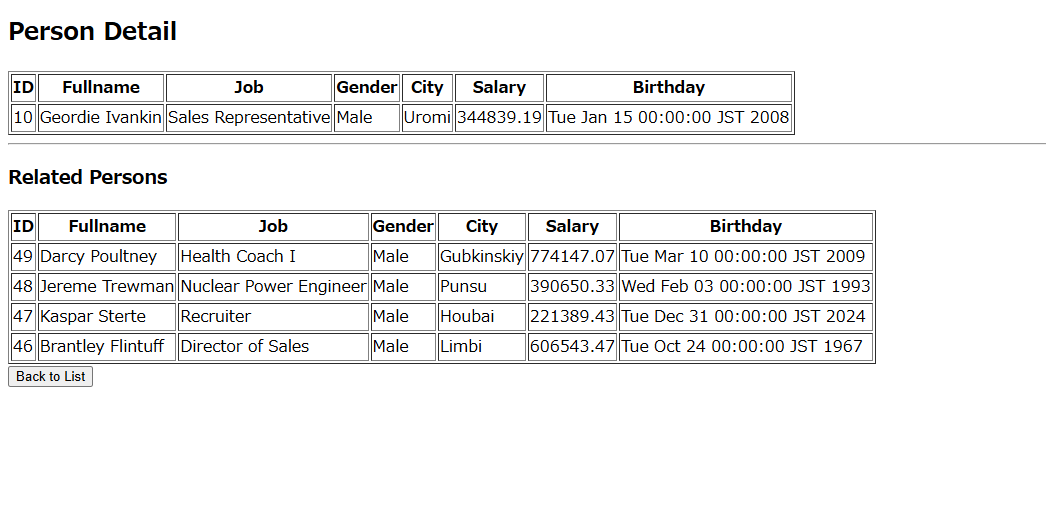 Person Detail
ID Fullname Job Gender City Salary Birthday
10 Geordie Ivankin Sales Representative Male Uromi 344839.19 Tue Jan 15 00:00:00 JST 2008
Related Persons
ID Fullname Job Gender City Salary Birthday
49 Darcy Poultney Health Coach I Male Gubkinskiy 774147.07 Tue Mar 10 00:00:00 JST 2009
48 Jereme Trewman Nuclear Power Engineer Male Punsu 390650.33 Wed Feb 03 00:00:00 JST 1993
47 Kaspar Sterte Recruiter Male Houbai 221389.43 Tue Dec 31 00:00:00 JST 2024
46 Brantley Flintuff Director of Sales Male Limbi 606543.47 Tue Oct 24 00:00:00 JST 1967
Back to List